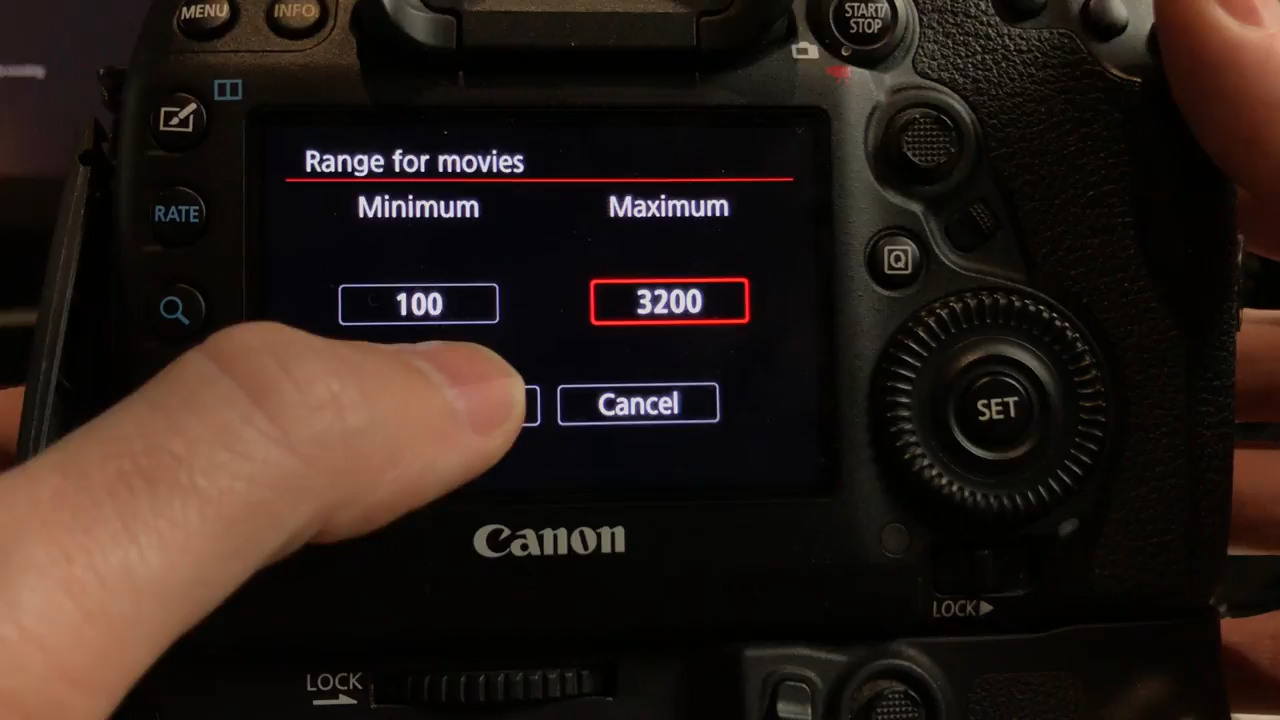 MENU INFO.
START/
STOP
Range for movies
Minimum Maximum
RATE
Q
100 3200
Cancel
SET
Canon
LOCK▶
LOCK